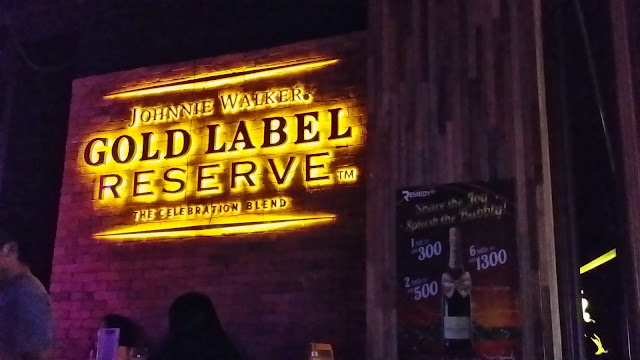 JOHNNIE WALKER
GOLD LABEL
RESERVE™
THE CELEBRATION BLEND
REMEDY
Share the Joy
Splash the Bubbly!
300
500
1300